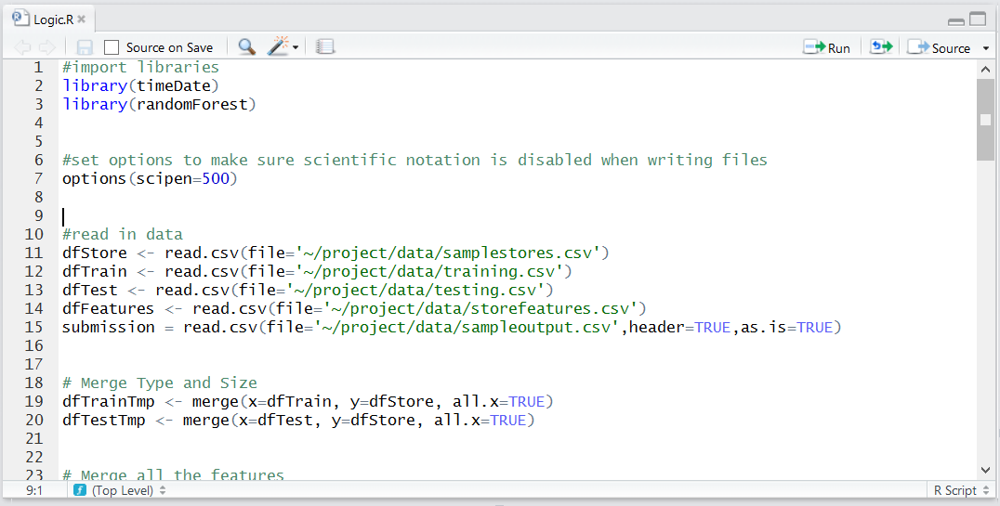 Logic.R
Source on Save Run Source
1 #import libraries
2 library(timeDate)
3 library(randomForest)
4
5
6 #set options to make sure scientific notation is disabled when writing files
7 options(scipen=500)
8
9
10 #read in data
11 dfStore <- read.csv(file='~/project/data/samplestores.csv')
12 dfTrain <- read.csv(file='~/project/data/training.csv')
13 dfTest <- read.csv(file='~/project/data/testing.csv')
14 dfFeatures <- read.csv(file='~/project/data/storefeatures.csv')
15 submission = read.csv(file='~/project/data/sampleoutput.csv',header=TRUE,as.is=TRUE)
16
17
18 # Merge Type and Size
19 dfTrainTmp <- merge(x=dfTrain, y=dfStore, all.x=TRUE)
20 dfTestTmp <- merge(x=dfTest, y=dfStore, all.x=TRUE)
21
22
23 # Merge all the features
9:1 (Top Level) R Script